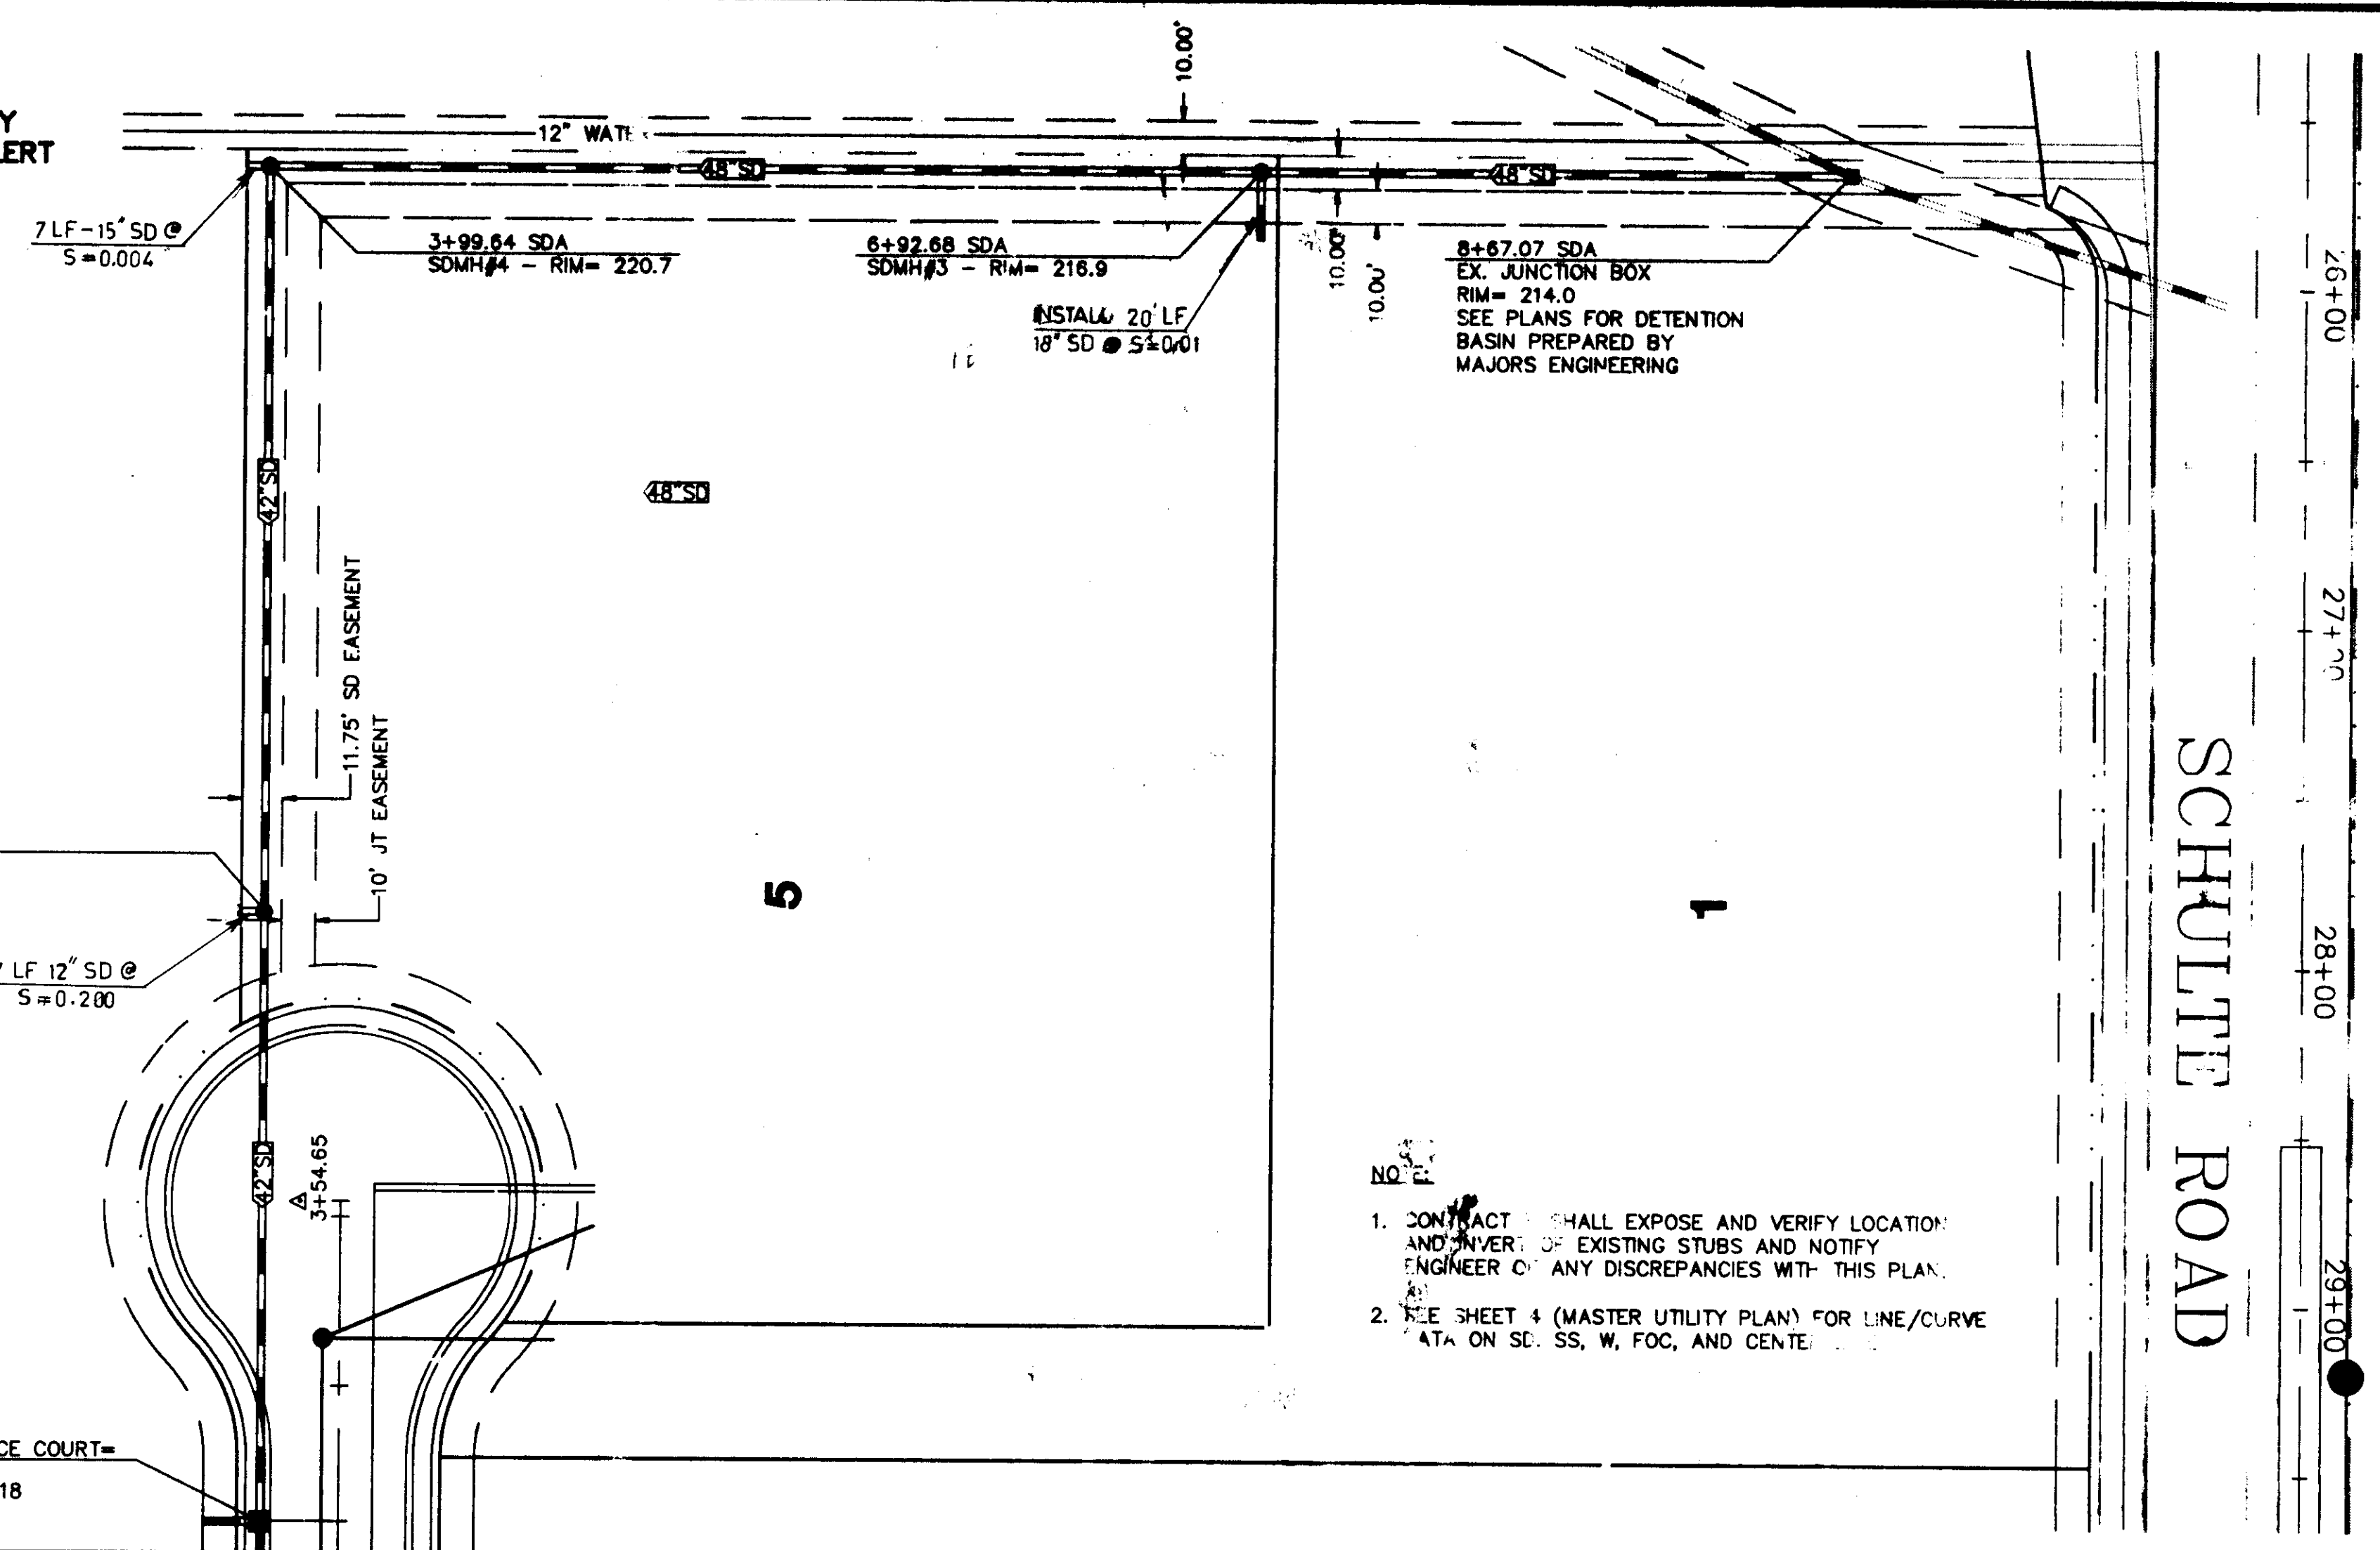 Y
ERT
10.00'
12" WATE
48"SD
48"SD
7 LF-15" SD @
S=0.004
3+99.64 SDA
SDMH#4 - RIM= 220.7
6+92.68 SDA
SDMH#3 - RIM= 216.9
INSTALL 20' LF
18" SD @ S=0.01
10.00'
10.00'
8+67.07 SDA
EX. JUNCTION BOX
RIM= 214.0
SEE PLANS FOR DETENTION
BASIN PREPARED BY
MAJORS ENGINEERING
26+00
42"SD
48"SD
11.75' SD EASEMENT
10' JT EASEMENT
27+00
SCHULTE ROAD
5
1
28+00
LF 12" SD @
S=0.200
42"SD
3+54.65
NOTE:
1. CONTRACT SHALL EXPOSE AND VERIFY LOCATION
AND INVERT OF EXISTING STUBS AND NOTIFY
ENGINEER OF ANY DISCREPANCIES WITH THIS PLAN.
2. SEE SHEET 4 (MASTER UTILITY PLAN) FOR LINE/CURVE
DATA ON SD, SS, W, FOC, AND CENTE
29+00
CE COURT=
18